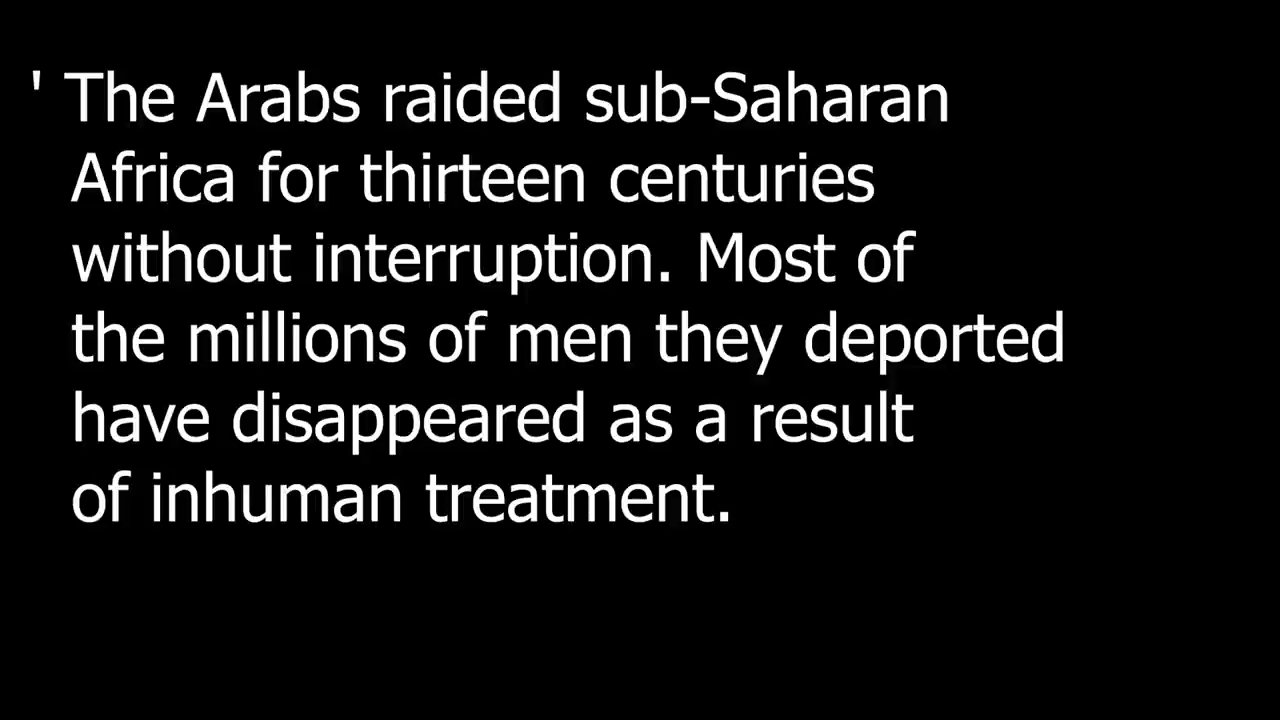 ' The Arabs raided sub-Saharan
Africa for thirteen centuries
without interruption. Most of
the millions of men they deported
have disappeared as a result
of inhuman treatment.